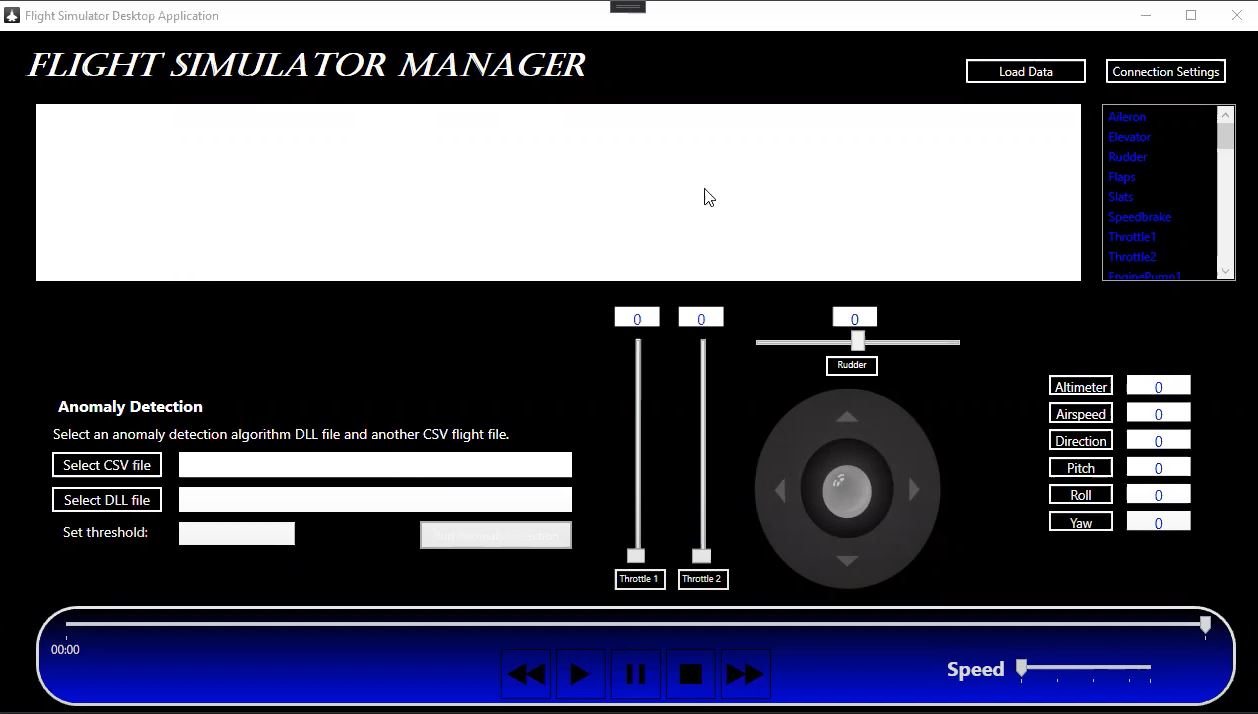 Flight Simulator Desktop Application
FLIGHT SIMULATOR MANAGER
Load Data
Connection Settings
Aileron
Elevator
Rudder
Flaps
Slats
Speedbrake
Throttle1
Throttle2
EnginePump1
0
0
0
Rudder
Altimeter 0
Airspeed 0
Direction 0
Pitch 0
Roll 0
Yaw 0
Anomaly Detection
Select an anomaly detection algorithm DLL file and another CSV flight file.
Select CSV file
Select DLL file
Set threshold:
Throttle 1
Throttle 2
00:00
Speed